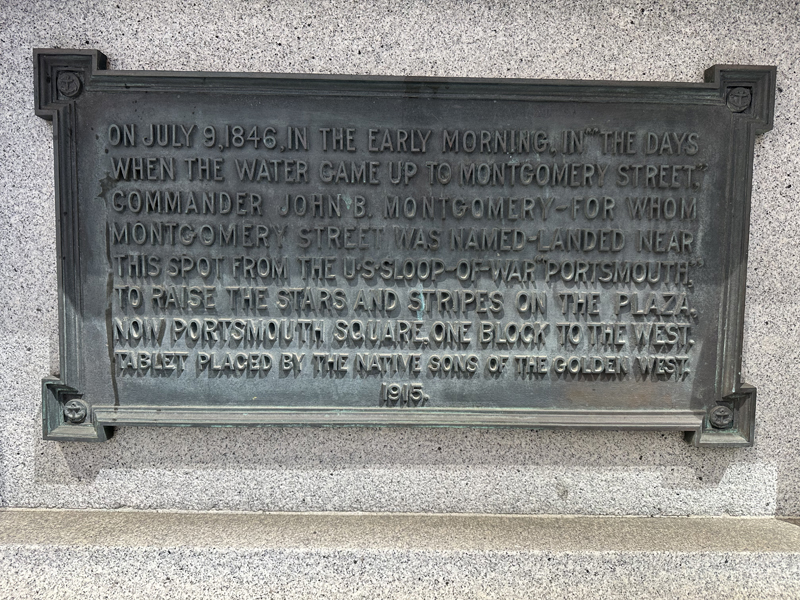 ON JULY 9, 1846, IN THE EARLY MORNING, IN "THE DAYS
WHEN THE WATER CAME UP TO MONTGOMERY STREET,"
COMMANDER JOHN B. MONTGOMERY-FOR WHOM
MONTGOMERY STREET WAS NAMED-LANDED NEAR
THIS SPOT FROM THE U·S·SLOOP-OF-WAR "PORTSMOUTH,"
TO RAISE THE STARS AND STRIPES ON THE PLAZA,
NOW PORTSMOUTH SQUARE, ONE BLOCK TO THE WEST.
TABLET PLACED BY THE NATIVE SONS OF THE GOLDEN WEST,
1915.